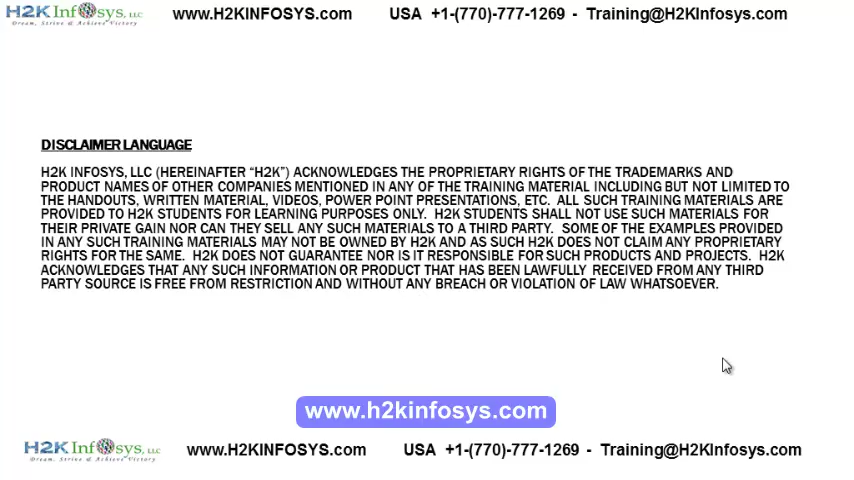 H2K INFOSYS, LLC www.H2KINFOSYS.com USA +1-(770)-777-1269 - Training@H2KInfosys.com
Dream, Strive & Achieve Victory
DISCLAIMER LANGUAGE
H2K INFOSYS, LLC (HEREINAFTER “H2K”) ACKNOWLEDGES THE PROPRIETARY RIGHTS OF THE TRADEMARKS AND
PRODUCT NAMES OF OTHER COMPANIES MENTIONED IN ANY OF THE TRAINING MATERIAL INCLUDING BUT NOT LIMITED TO
THE HANDOUTS, WRITTEN MATERIAL, VIDEOS, POWER POINT PRESENTATIONS, ETC. ALL SUCH TRAINING MATERIALS ARE
PROVIDED TO H2K STUDENTS FOR LEARNING PURPOSES ONLY. H2K STUDENTS SHALL NOT USE SUCH MATERIALS FOR
THEIR PRIVATE GAIN NOR CAN THEY SELL ANY SUCH MATERIALS TO A THIRD PARTY. SOME OF THE EXAMPLES PROVIDED
IN ANY SUCH TRAINING MATERIALS MAY NOT BE OWNED BY H2K AND AS SUCH H2K DOES NOT CLAIM ANY PROPRIETARY
RIGHTS FOR THE SAME. H2K DOES NOT GUARANTEE NOR IS IT RESPONSIBLE FOR SUCH PRODUCTS AND PROJECTS. H2K
ACKNOWLEDGES THAT ANY SUCH INFORMATION OR PRODUCT THAT HAS BEEN LAWFULLY RECEIVED FROM ANY THIRD
PARTY SOURCE IS FREE FROM RESTRICTION AND WITHOUT ANY BREACH OR VIOLATION OF LAW WHATSOEVER.
www.h2kinfosys.com
H2K INFOSYS, LLC www.H2KINFOSYS.com USA +1-(770)-777-1269 - Training@H2KInfosys.com
Dream, Strive & Achieve Victory